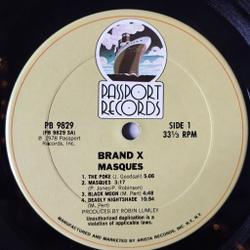 PASSPORT
RECORDS
PB 9829
(PB 9829 SA)
℗ 1978 Passport
Records, Inc.
SIDE 1
33⅓ RPM
BRAND X
MASQUES
1. THE POKE (J. Goodsall) 5:06
2. MASQUES 3:17
(P. Jones/P. Robinson)
3. BLACK MOON (M. Pert) 4:48
4. DEADLY NIGHTSHADE 10:54
(M. Pert)
PRODUCED BY ROBIN LUMLEY
Unauthorized duplication is a violation
of applicable laws.
MANUFACTURED AND MARKETED BY ARISTA RECORDS, INC. N.Y., N.Y.